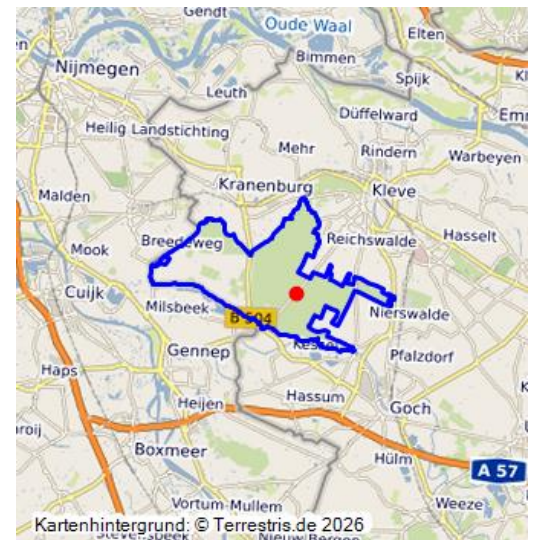 Gendt
Oude Waal
Elten
Bimmen
Nijmegen
Spijk
Leuth
Düffelward
Heilig Landstichting
Mehr
Rindern
Warbeyen
Kranenburg
Kleve
Malden
Breedeweg
Reichswalde
Hasselt
Mook
Cuijk
Milsbeek
B 504
Nierswalde
Gennep
Pfalzdorf
Haps
Heijen
Hassum
Goch
Boxmeer
Hülm
A 57
Vortum-Mullem
Weeze
Kartenhintergrund: © Terrestris.de 2026